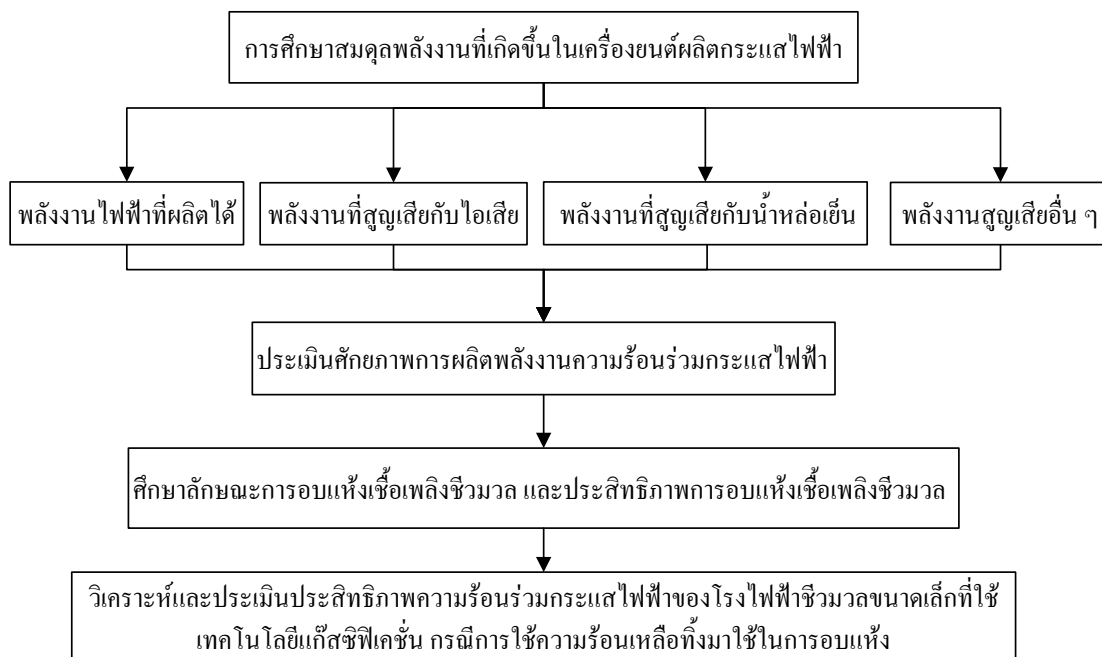 การศึกษาสมดุลพลังงานที่เกิดขึ้นในเครื่องยนต์ผลิตกระแสไฟฟ้า
พลังงานไฟฟ้าที่ผลิตได้
พลังงานที่สูญเสียกับไอเสีย
พลังงานที่สูญเสียกับน้ำหล่อเย็น
พลังงานสูญเสียอื่น ๆ
ประเมินศักยภาพการผลิตพลังงานความร้อนร่วมกระแสไฟฟ้า
ศึกษาลักษณะการอบแห้งเชื้อเพลิงชีวมวล และประสิทธิภาพการอบแห้งเชื้อเพลิงชีวมวล
วิเคราะห์และประเมินประสิทธิภาพความร้อนร่วมกระแสไฟฟ้าของโรงไฟฟ้าชีวมวลขนาดเล็กที่ใช้
เทคโนโลยีแก๊สซิฟิเคชั่น กรณีการใช้ความร้อนเหลือทิ้งมาใช้ในการอบแห้ง